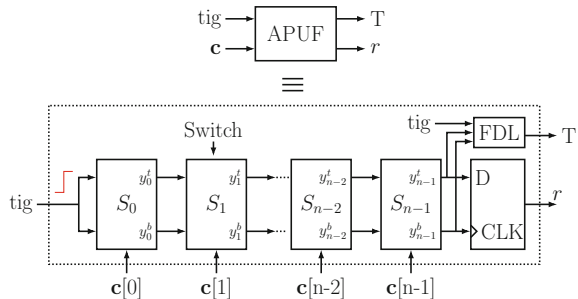 tig APUF T
c r
≡
tig FDL T
Switch
tig S_0 y_0^t y_0^b S_1 y_1^t y_1^b S_{n-2} y_{n-2}^t y_{n-2}^b S_{n-1} y_{n-1}^t y_{n-1}^b D CLK r
c[0] c[1] c[n-2] c[n-1]